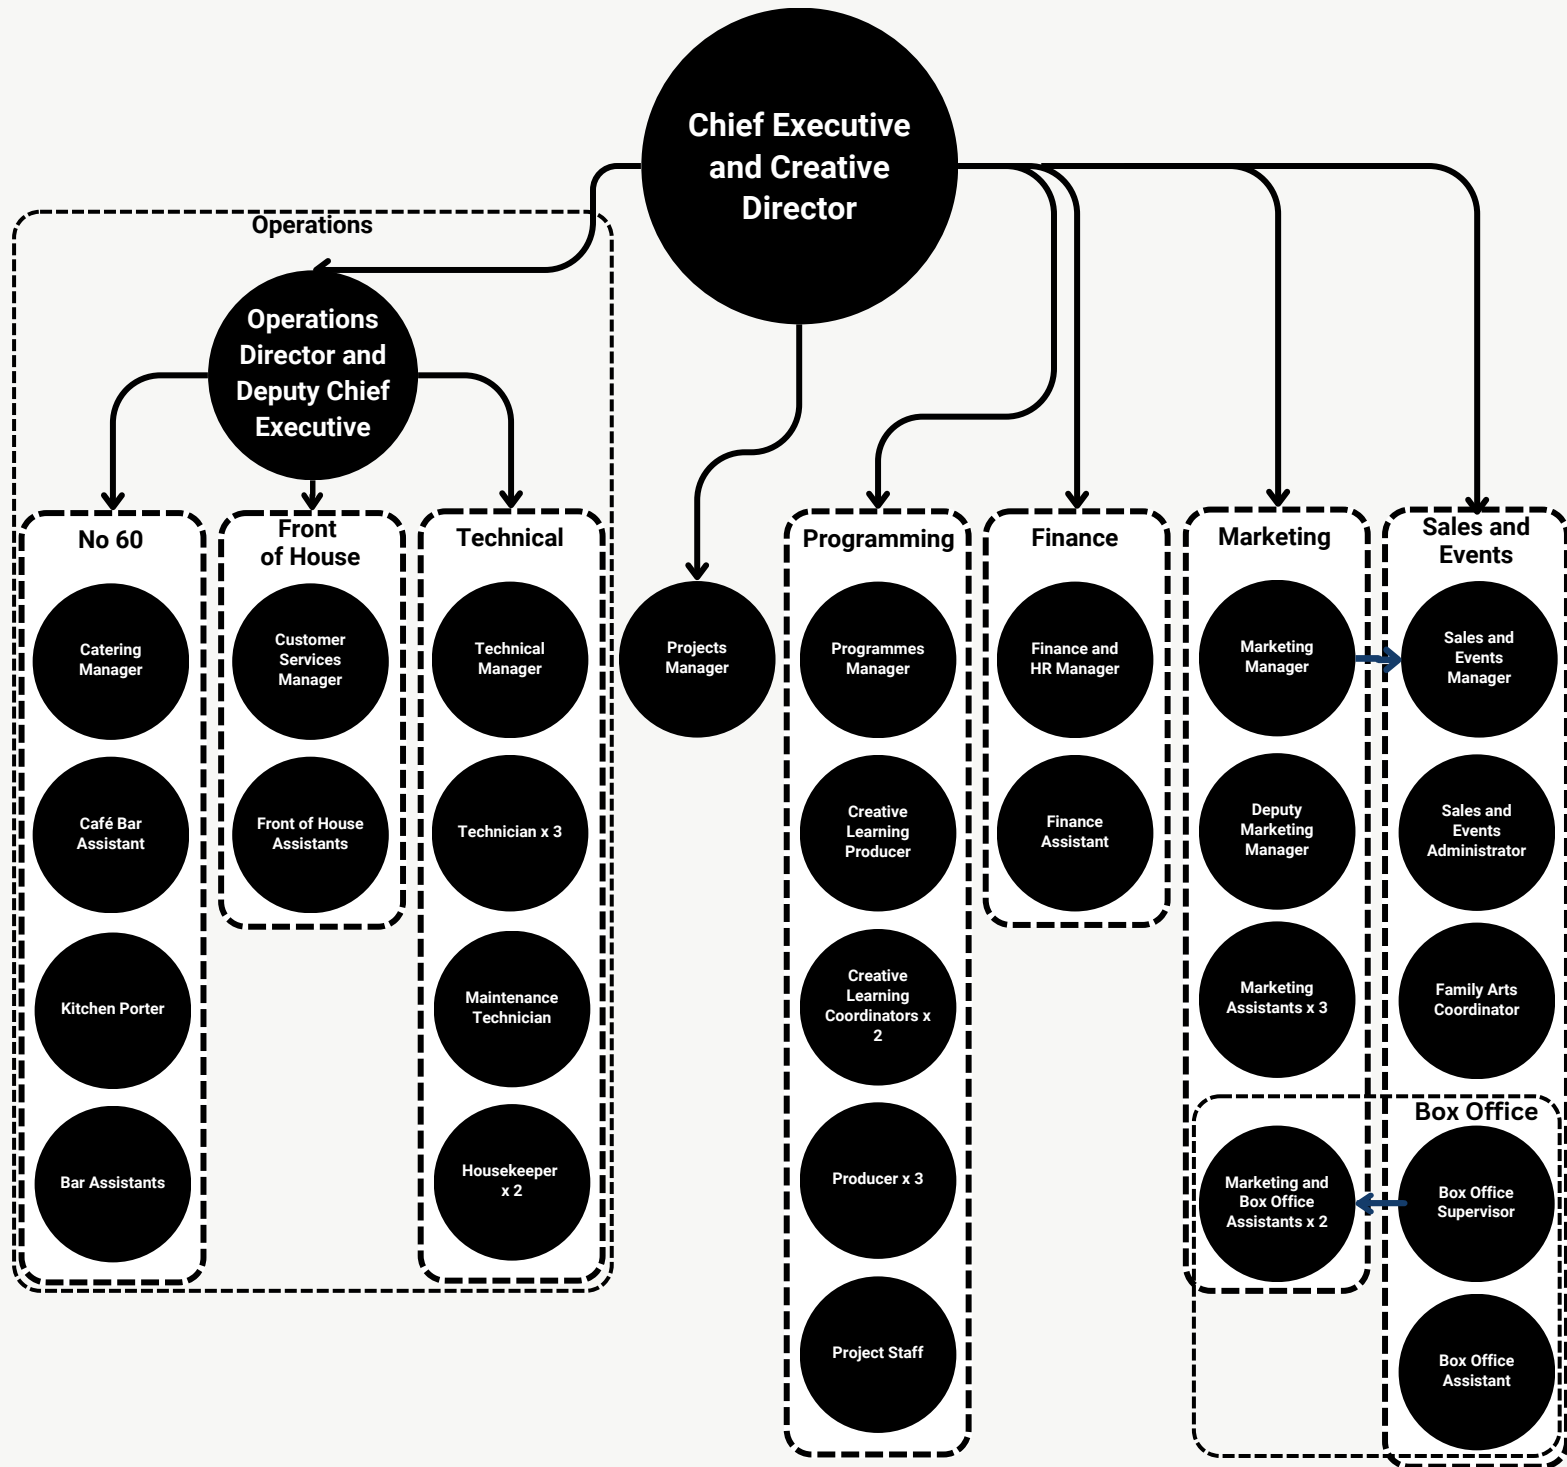 Chief Executive
and Creative
Director
Operations
Operations
Director and
Deputy Chief
Executive
No 60
Catering
Manager
Café Bar
Assistant
Kitchen Porter
Bar Assistants
Front
of House
Customer
Services
Manager
Front of House
Assistants
Technical
Technical
Manager
Technician x 3
Maintenance
Technician
Housekeeper
x 2
Projects
Manager
Programming
Programmes
Manager
Creative
Learning
Producer
Creative
Learning
Coordinators x
2
Producer x 3
Project Staff
Finance
Finance and
HR Manager
Finance
Assistant
Marketing
Marketing
Manager
Deputy
Marketing
Manager
Marketing
Assistants x 3
Marketing and
Box Office
Assistants x 2
Sales and
Events
Sales and
Events
Manager
Sales and
Events
Administrator
Family Arts
Coordinator
Box Office
Box Office
Supervisor
Box Office
Assistant